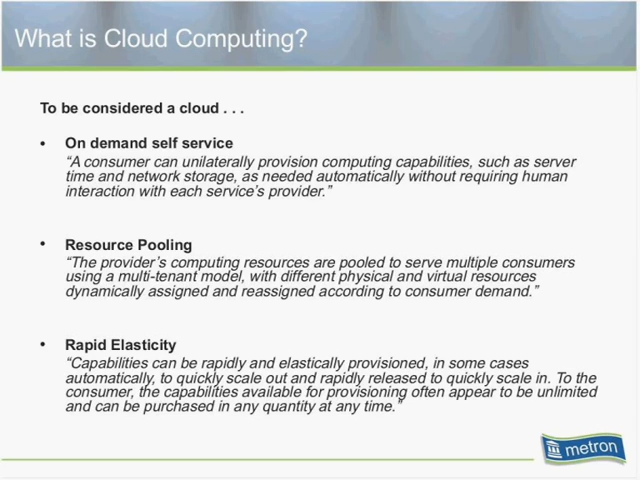 What is Cloud Computing?
To be considered a cloud . . .
• On demand self service
“A consumer can unilaterally provision computing capabilities, such as server
time and network storage, as needed automatically without requiring human
interaction with each service’s provider.”
• Resource Pooling
“The provider’s computing resources are pooled to serve multiple consumers
using a multi-tenant model, with different physical and virtual resources
dynamically assigned and reassigned according to consumer demand.”
• Rapid Elasticity
“Capabilities can be rapidly and elastically provisioned, in some cases
automatically, to quickly scale out and rapidly released to quickly scale in. To the
consumer, the capabilities available for provisioning often appear to be unlimited
and can be purchased in any quantity at any time.”
metron